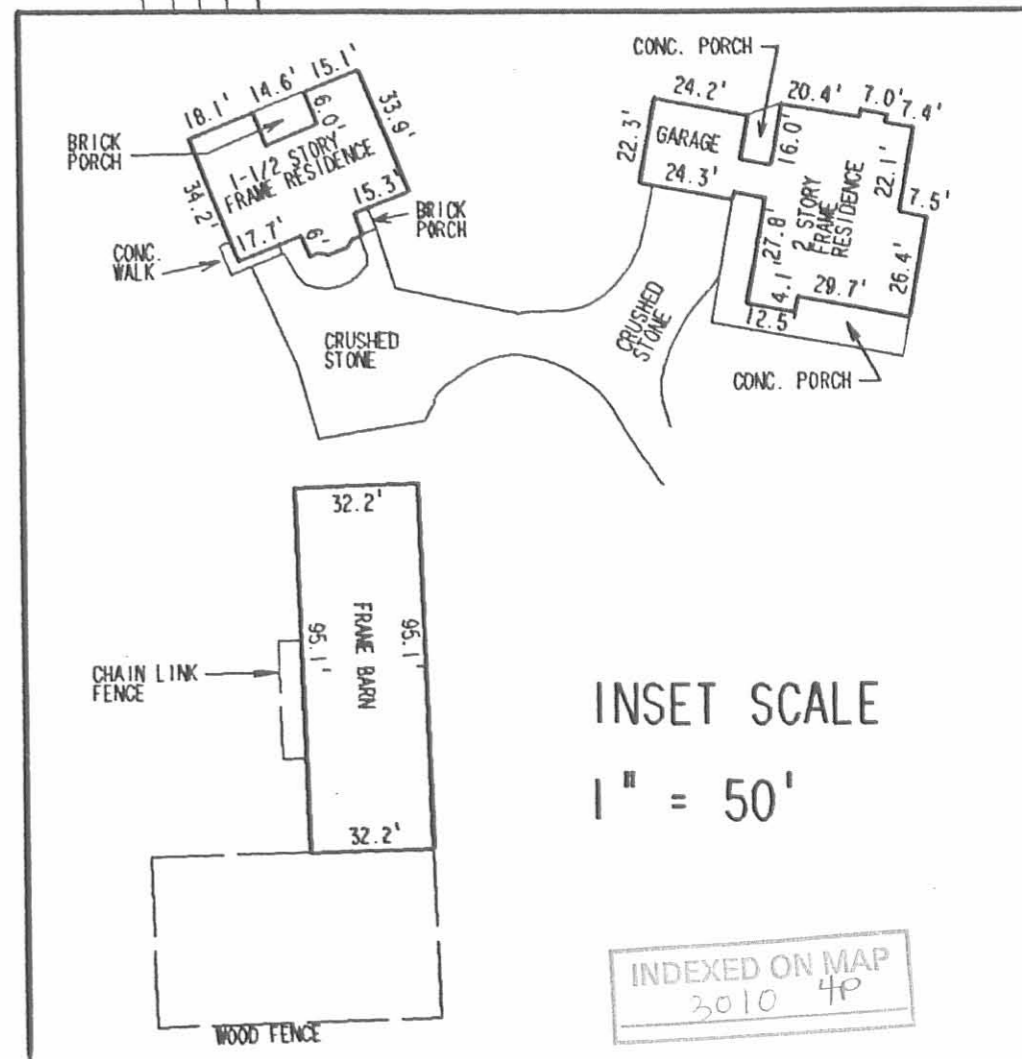 18.1'
14.6'
15.1'
6.0'
33.9'
BRICK
PORCH
1-1/2 STORY
FRAME RESIDENCE
34.2'
15.3'
BRICK
PORCH
17.7'
6'
CONC.
WALK
CRUSHED
STONE
CONC. PORCH
24.2'
20.4'
7.0'
7.4'
22.3'
GARAGE
16.0'
24.3'
22.1'
7.5'
27.8'
2 STORY
FRAME
RESIDENCE
4.1'
29.7'
26.4'
12.5'
CRUSHED
STONE
CONC. PORCH
32.2'
95.1'
FRAME BARN
95.1'
CHAIN LINK
FENCE
32.2'
WOOD FENCE
INSET SCALE
1" = 50'
INDEXED ON MAP
3010 4P